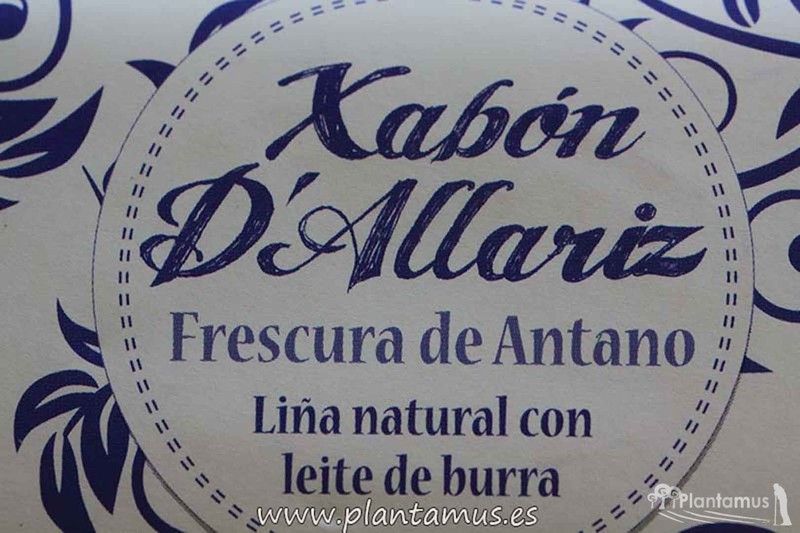 Xabón
D'Allariz
Frescura de Antano
Liña natural con
leite de burra
www.plantamus.es
Plantamus